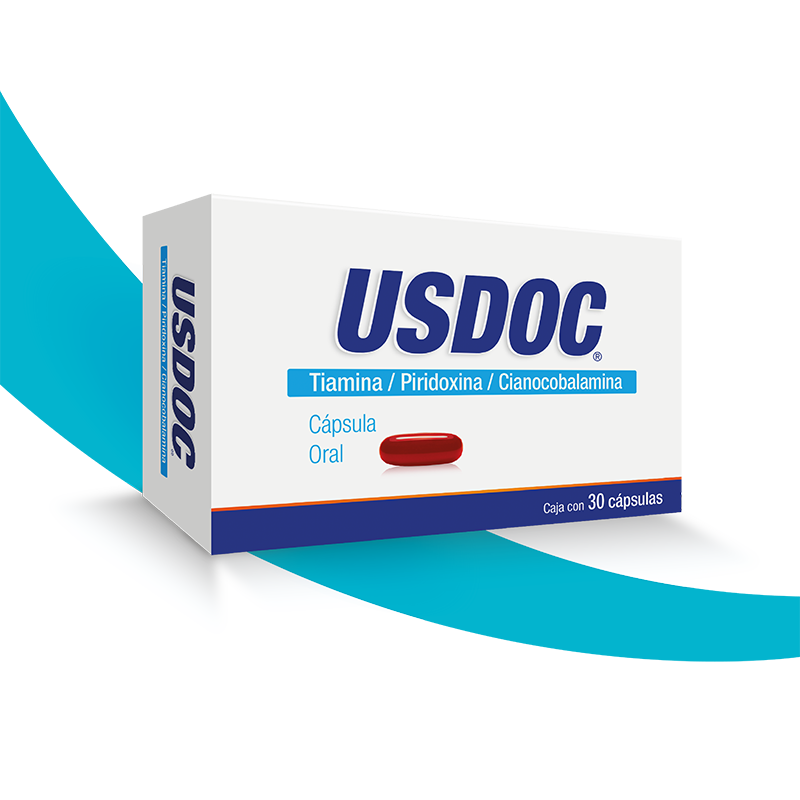 USDOC®
Tiamina / Piridoxina / Cianocobalamina
USDOC®
Tiamina / Piridoxina / Cianocobalamina
Cápsula
Oral
Caja con 30 cápsulas